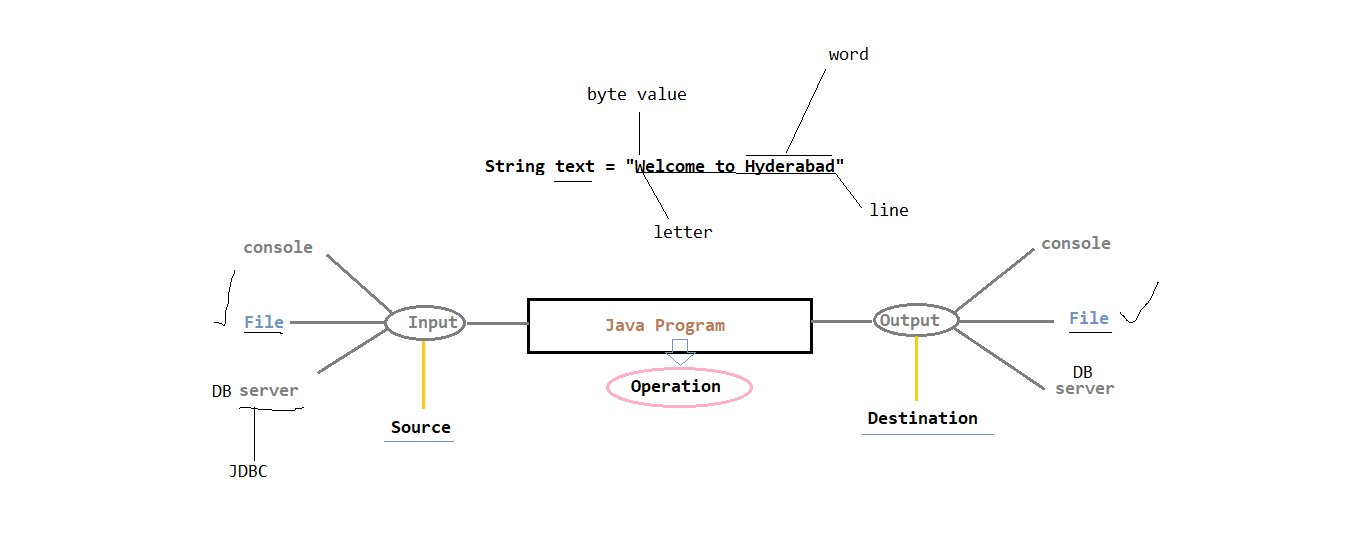 word
byte value
String text = "Welcome to Hyderabad"
line
letter
console
console
File
Input
Java Program
Output
File
Operation
DB server
DB
server
Source
Destination
JDBC